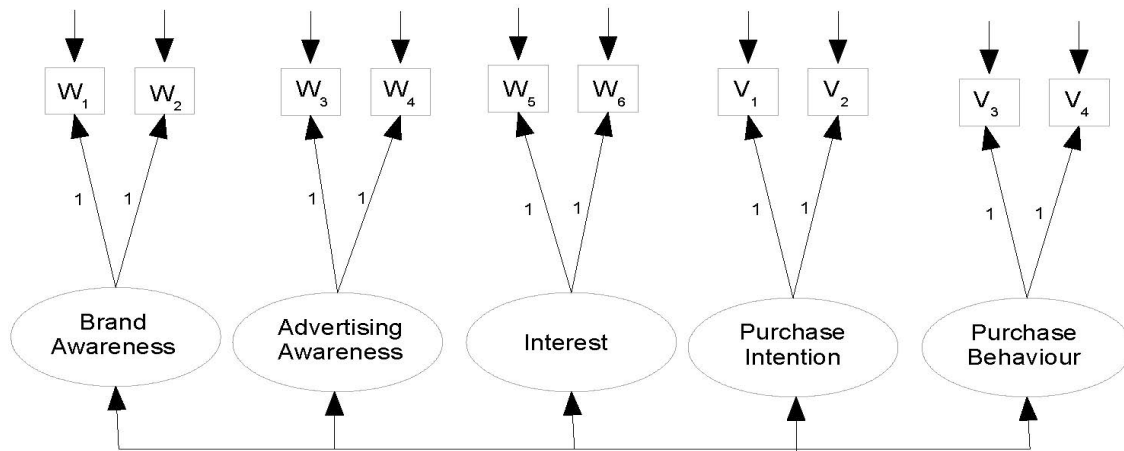 W1 W2 W3 W4 W5 W6 V1 V2 V3 V4
1 1 1 1 1 1 1 1 1 1
Brand
Awareness
Advertising
Awareness
Interest
Purchase
Intention
Purchase
Behaviour